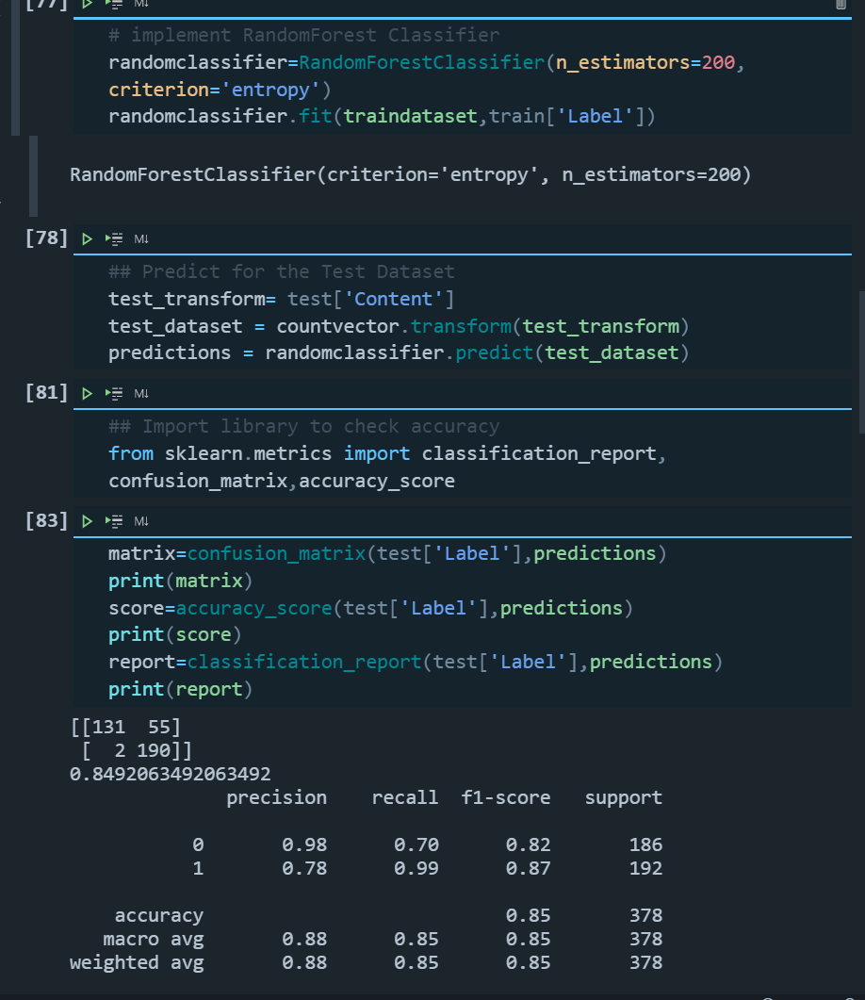 [77] M↓
# implement RandomForest Classifier
randomclassifier=RandomForestClassifier(n_estimators=200,
criterion='entropy')
randomclassifier.fit(traindataset,train['Label'])
RandomForestClassifier(criterion='entropy', n_estimators=200)
[78] M↓
## Predict for the Test Dataset
test_transform= test['Content']
test_dataset = countvector.transform(test_transform)
predictions = randomclassifier.predict(test_dataset)
[81] M↓
## Import library to check accuracy
from sklearn.metrics import classification_report,
confusion_matrix,accuracy_score
[83] M↓
matrix=confusion_matrix(test['Label'],predictions)
print(matrix)
score=accuracy_score(test['Label'],predictions)
print(score)
report=classification_report(test['Label'],predictions)
print(report)
[[131  55]
 [  2 190]]
0.8492063492063492
              precision    recall  f1-score   support
           0       0.98      0.70      0.82       186
           1       0.78      0.99      0.87       192
    accuracy                           0.85       378
   macro avg       0.88      0.85      0.85       378
weighted avg       0.88      0.85      0.85       378